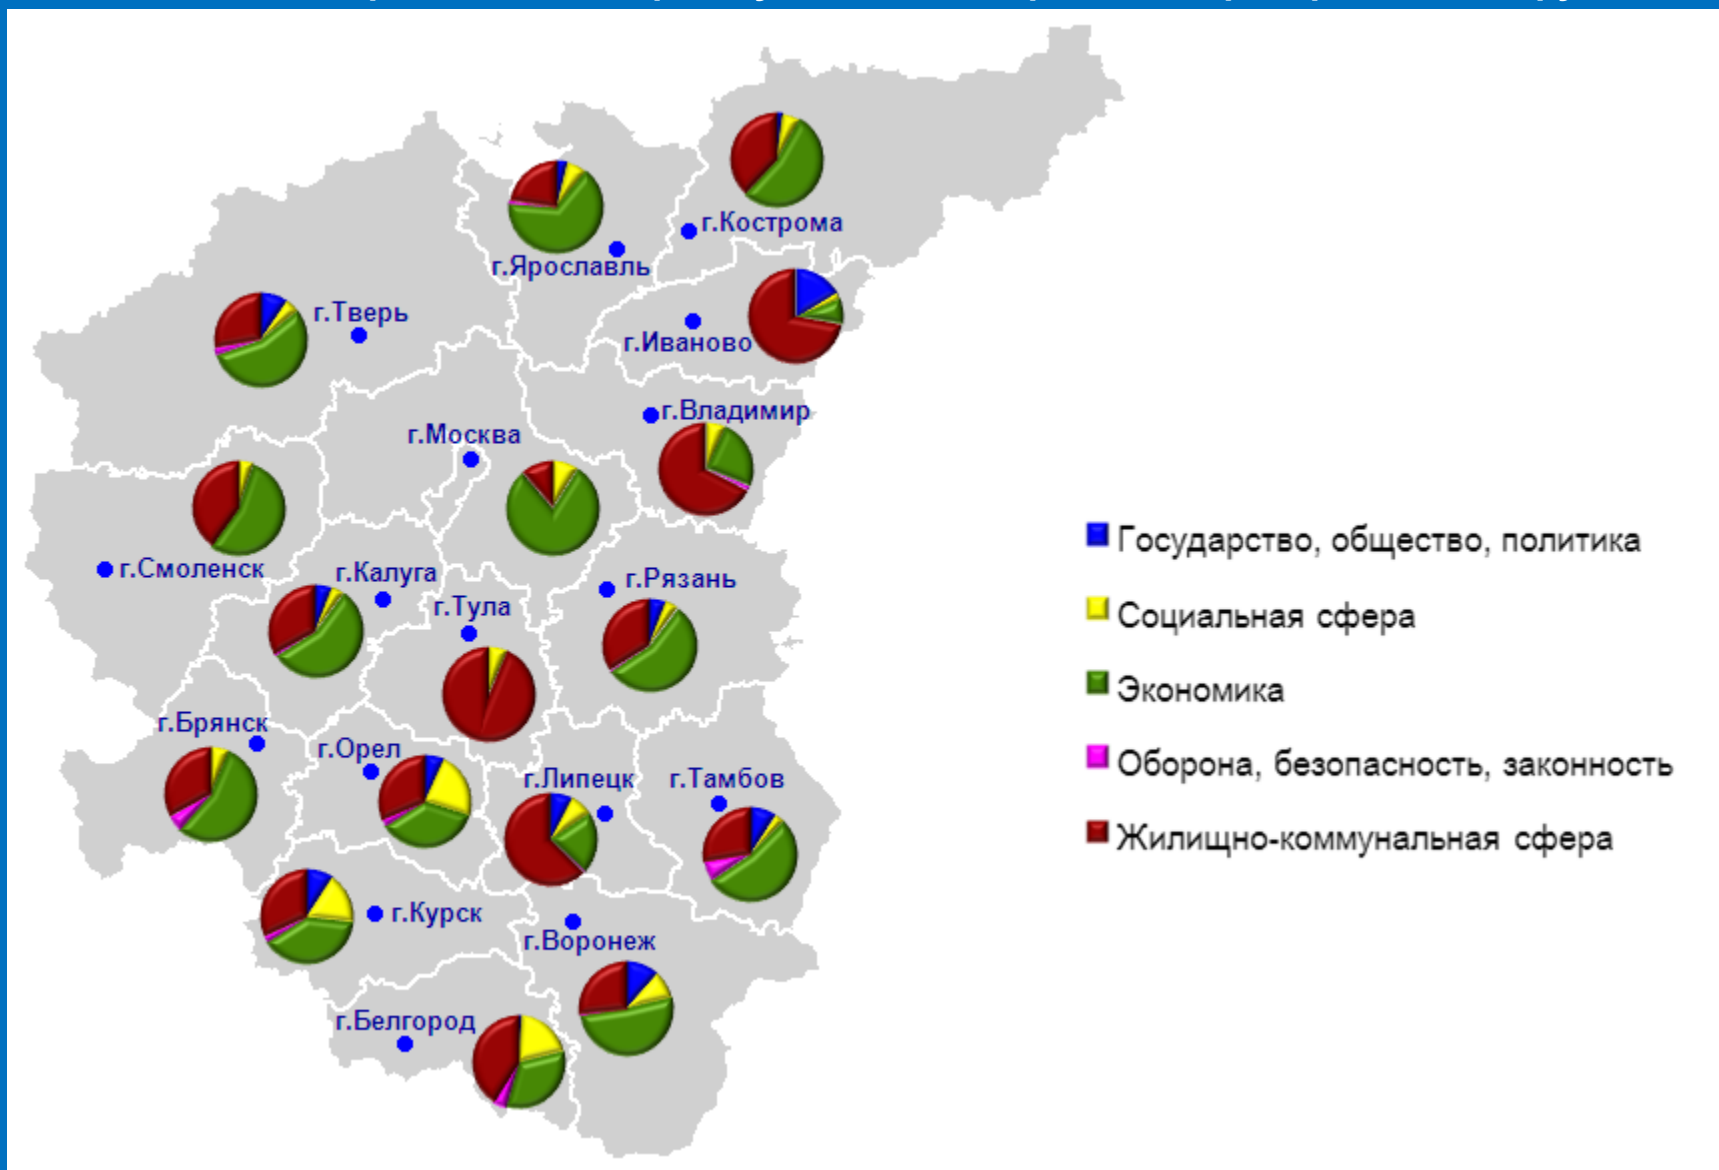 г.Кострома
г.Ярославль
г.Тверь
г.Иваново
г.Владимир
г.Москва
г.Смоленск
г.Калуга
г.Рязань
г.Тула
г.Брянск
г.Орел
г.Липецк
г.Тамбов
г.Курск
г.Воронеж
г.Белгород
Государство, общество, политика
Социальная сфера
Экономика
Оборона, безопасность, законность
Жилищно-коммунальная сфера